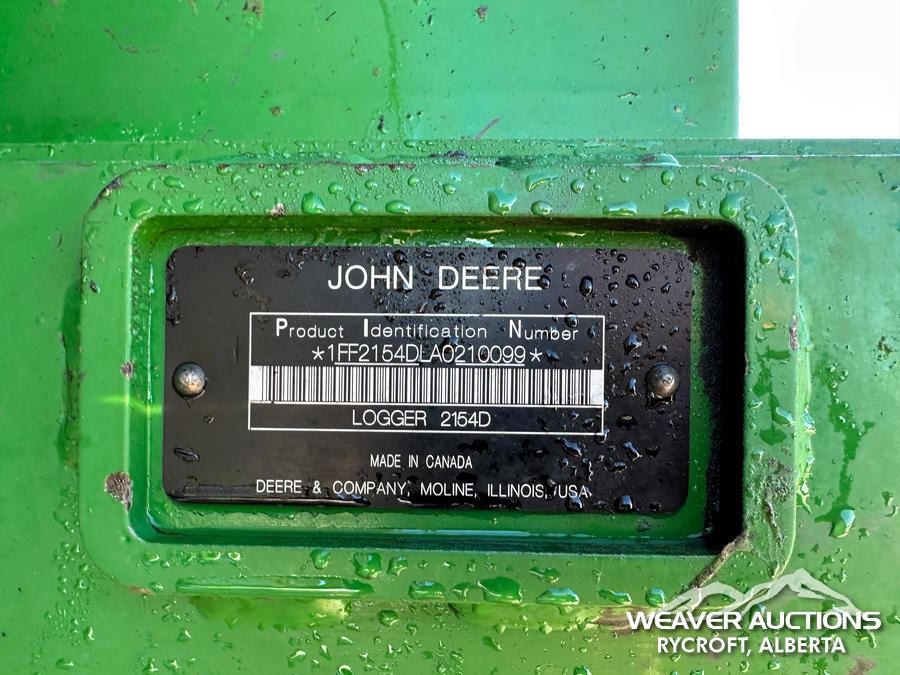 JOHN DEERE
Product Identification Number
*1FF2154DLA0210099*
LOGGER 2154D
MADE IN CANADA
DEERE & COMPANY, MOLINE, ILLINOIS, USA
WEAVER AUCTIONS
RYCROFT, ALBERTA